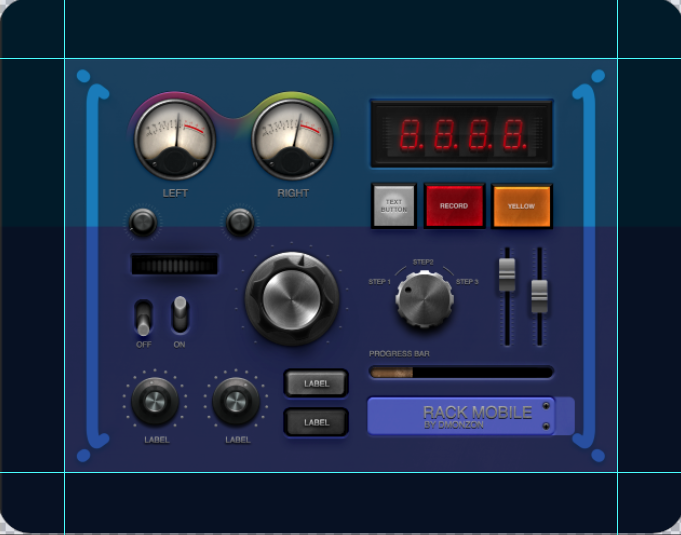 LEFT
RIGHT
8.8.8.8.
TEXT
BUTTON
RECORD
YELLOW
STEP 1
STEP2
STEP 3
OFF
ON
PROGRESS BAR
LABEL
LABEL
LABEL
LABEL
RACK MOBILE
BY DMONZON